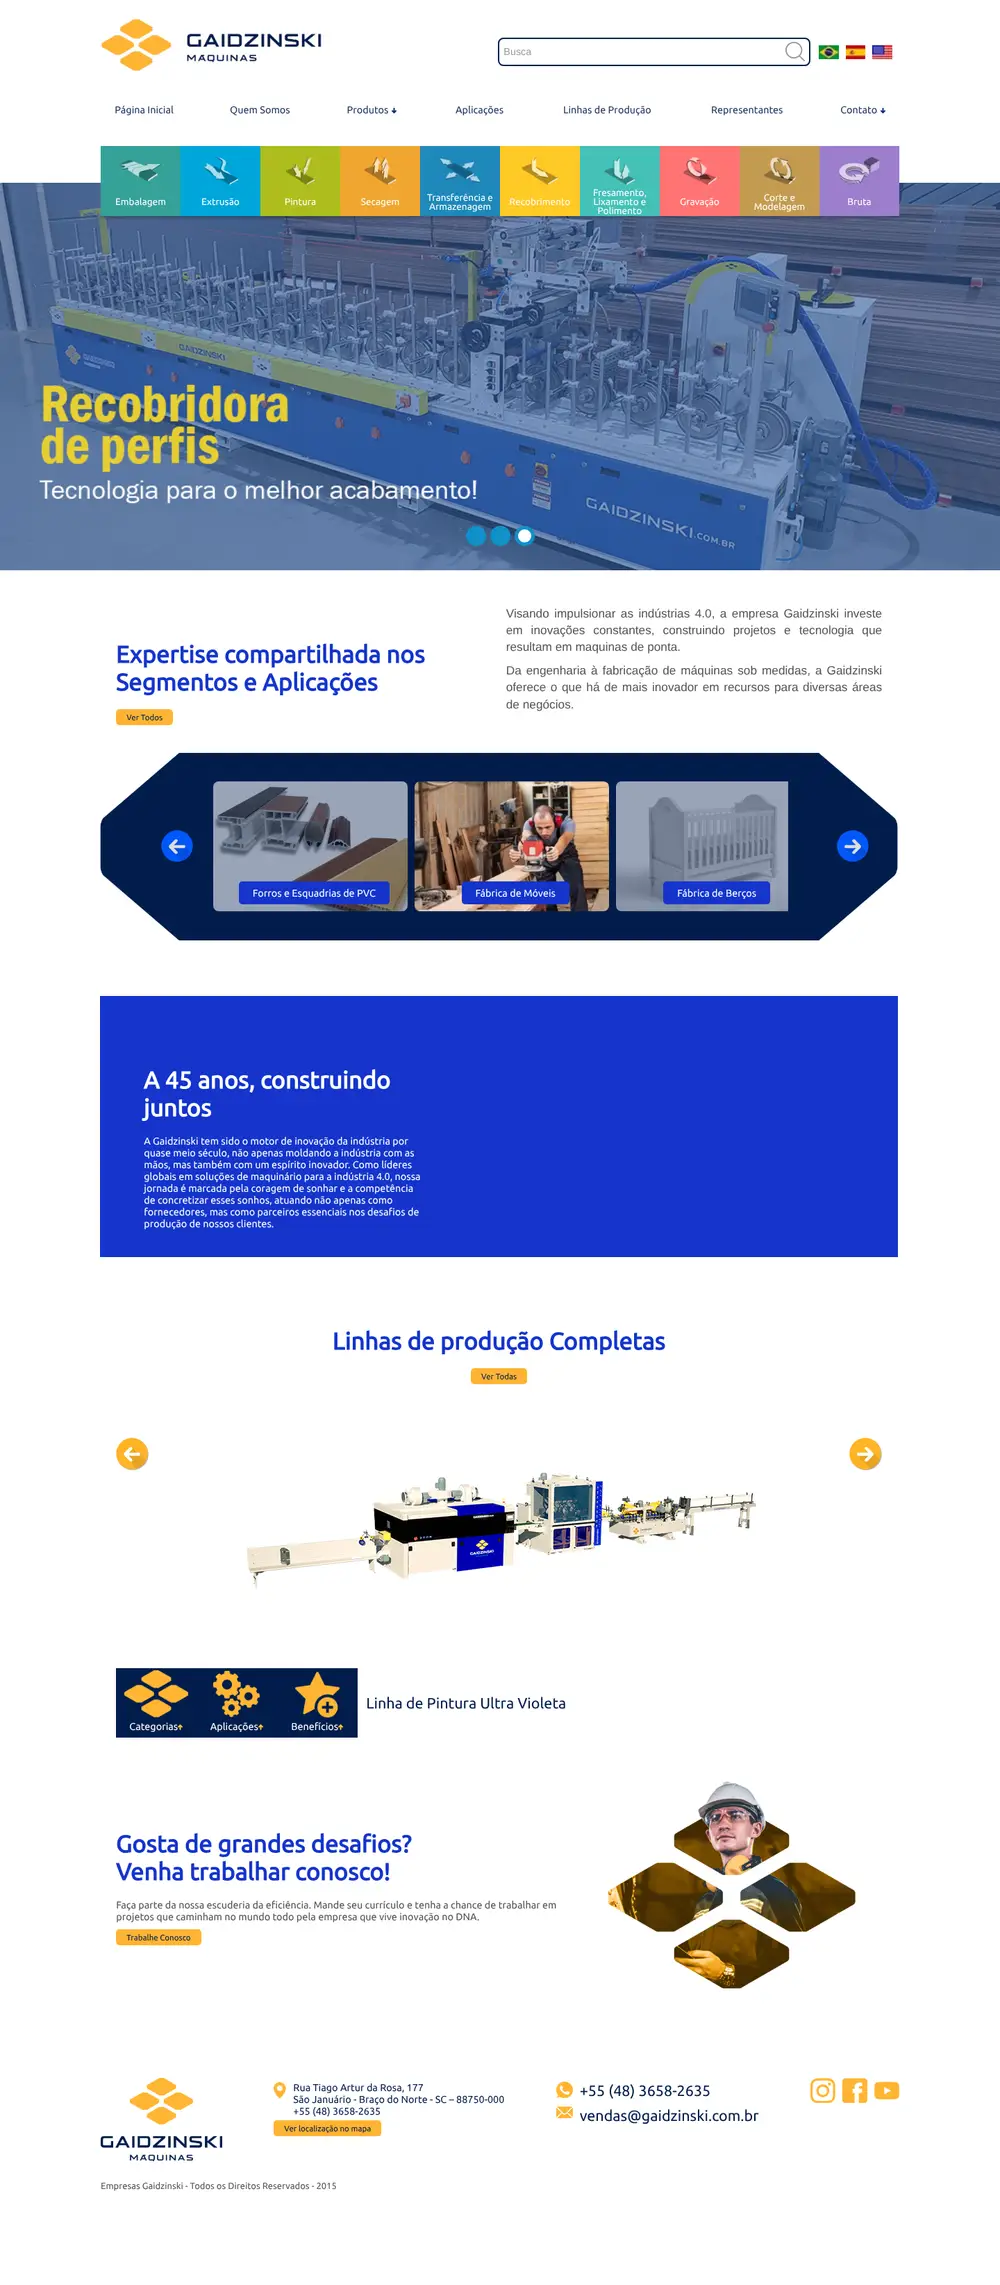 GAIDZINSKI
MAQUINAS
Busca
Página Inicial
Quem Somos
Produtos
Aplicações
Linhas de Produção
Representantes
Contato
Embalagem
Extrusão
Pintura
Secagem
Transferência e
Armazenagem
Recobrimento
Fresamento,
Lixamento e
Polimento
Gravação
Corte e
Modelagem
Bruta
GAIDZINSKI
Recobridora
de perfis
Tecnologia para o melhor acabamento!
GAIDZINSKI.COM.BR
Expertise compartilhada nos
Segmentos e Aplicações
Ver Todos
Visando impulsionar as indústrias 4.0, a empresa Gaidzinski investe
em inovações constantes, construindo projetos e tecnologia que
resultam em maquinas de ponta.
Da engenharia à fabricação de máquinas sob medidas, a Gaidzinski
oferece o que há de mais inovador em recursos para diversas áreas
de negócios.
Forros e Esquadrias de PVC
Fábrica de Móveis
Fábrica de Berços
A 45 anos, construindo
juntos
A Gaidzinski tem sido o motor de inovação da indústria por
quase meio século, não apenas moldando a indústria com as
mãos, mas também com um espírito inovador. Como líderes
globais em soluções de maquinário para a indústria 4.0, nossa
jornada é marcada pela coragem de sonhar e a competência
de concretizar esses sonhos, atuando não apenas como
fornecedores, mas como parceiros essenciais nos desafios de
produção de nossos clientes.
Linhas de produção Completas
Ver Todas
GAIDZINSKI
Categorias
Aplicações
Benefícios
Linha de Pintura Ultra Violeta
Gosta de grandes desafios?
Venha trabalhar conosco!
Faça parte da nossa escuderia da eficiência. Mande seu currículo e tenha a chance de trabalhar em
projetos que caminham no mundo todo pela empresa que vive inovação no DNA.
Trabalhe Conosco
GAIDZINSKI
MAQUINAS
Rua Tiago Artur da Rosa, 177
São Januário - Braço do Norte - SC – 88750-000
+55 (48) 3658-2635
Ver localização no mapa
+55 (48) 3658-2635
vendas@gaidzinski.com.br
Empresas Gaidzinski - Todos os Direitos Reservados - 2015